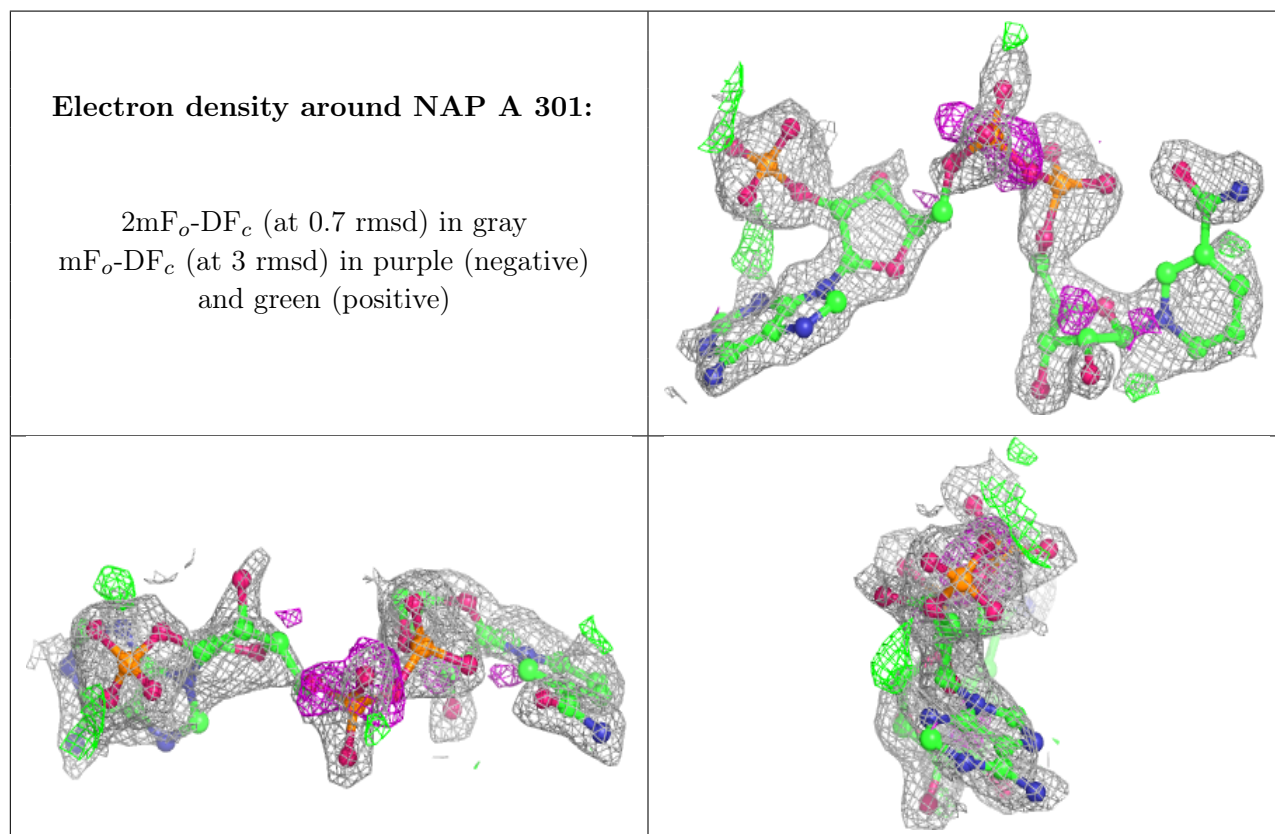 Electron density around NAP A 301:
2mFₒ-DF𝒸 (at 0.7 rmsd) in gray
mFₒ-DF𝒸 (at 3 rmsd) in purple (negative)
and green (positive)